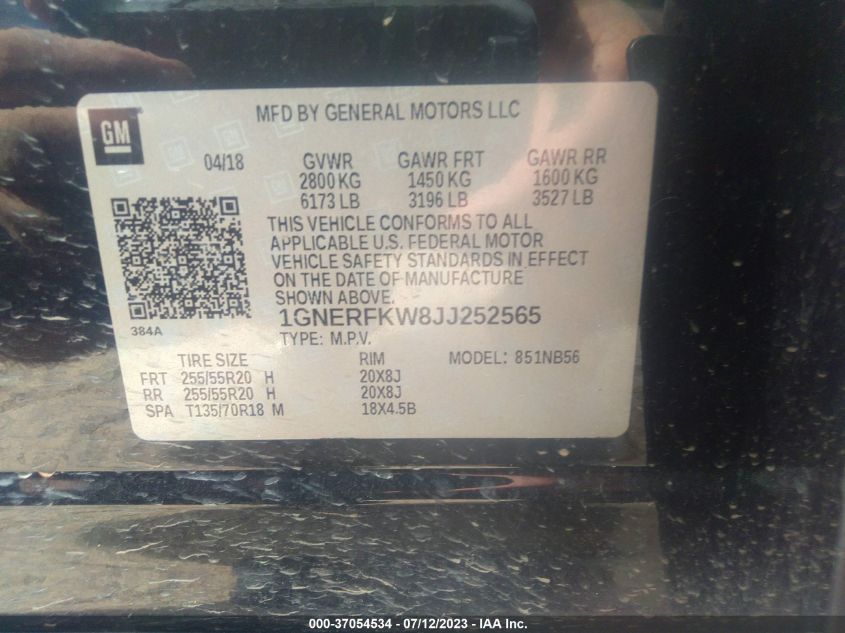 MFD BY GENERAL MOTORS LLC
GM
04/18 GVWR GAWR FRT GAWR RR
2800 KG 1450 KG 1600 KG
6173 LB 3196 LB 3527 LB
THIS VEHICLE CONFORMS TO ALL
APPLICABLE U.S. FEDERAL MOTOR
VEHICLE SAFETY STANDARDS IN EFFECT
ON THE DATE OF MANUFACTURE
SHOWN ABOVE.
384A
1GNERFKW8JJ252565
TYPE: M.P.V.
TIRE SIZE RIM MODEL: 851NB56
FRT 255/55R20 H 20X8J
RR 255/55R20 H 20X8J
SPA T135/70R18 M 18X4.5B
000-37054534 - 07/12/2023 - IAA Inc.